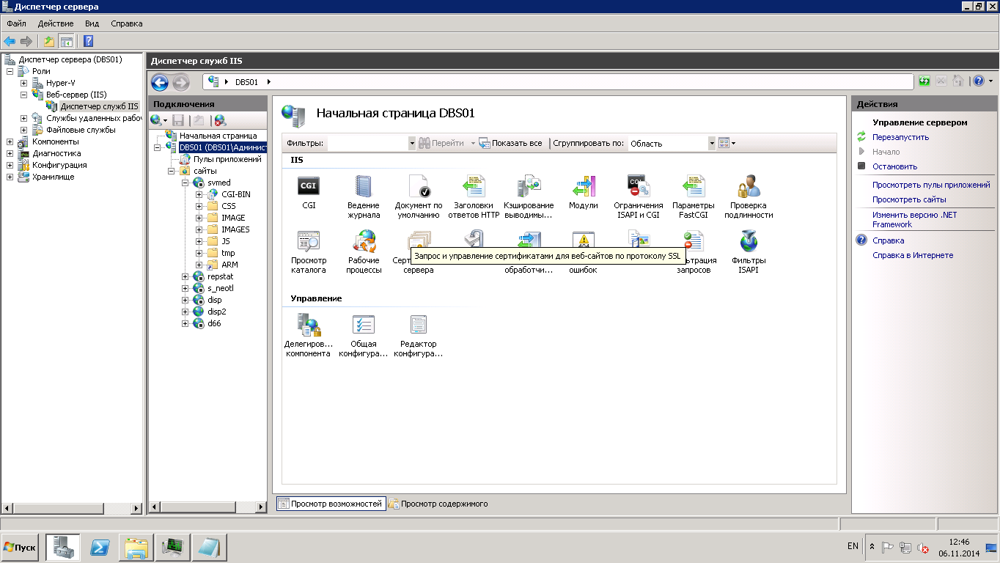 Диспетчер сервера
Файл Действие Вид Справка
Диспетчер сервера (DBS01)
Роли
Hyper-V
Веб-сервер (IIS)
Диспетчер служб IIS
Службы удаленных рабоч
Файловые службы
Компоненты
Диагностика
Конфигурация
Хранилище
Диспетчер служб IIS
DBS01
Подключения
Начальная страница
DBS01 (DBS01\Админист
Пулы приложений
сайты
svmed
CGI-BIN
CSS
IMAGE
IMAGES
JS
tmp
ARM
repstat
s_neotl
disp
disp2
d66
Начальная страница DBS01
Фильтры: Перейти Показать все Сгруппировать по: Область
IIS
CGI
CGI
Ведение журнала
Документ по умолчанию
Заголовки ответов HTTP
Кэширование выводимы...
Модули
CGI
Ограничения ISAPI и CGI
Параметры FastCGI
Проверка подлинности
Просмотр каталога
Рабочие процессы
сервера
обработчи...
404
ошибок
запросов
Фильтры ISAPI
Запрос и управление сертификатами для веб-сайтов по протоколу SSL
Управление
Делегиров... компонента
Общая конфигура...
Редактор конфигура...
Просмотр возможностей Просмотр содержимого
Действия
Управление сервером
Перезапустить
Начало
Остановить
Просмотреть пулы приложений
Просмотреть сайты
Изменить версию .NET
Framework
Справка
Справка в Интернете
Пуск
EN
12:46
06.11.2014